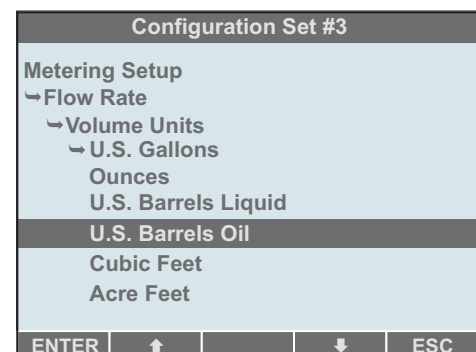 Configuration Set #3
Metering Setup
➥Flow Rate
➥Volume Units
➥U.S. Gallons
Ounces
U.S. Barrels Liquid
U.S. Barrels Oil
Cubic Feet
Acre Feet
ENTER ⬆ ⬇ ESC